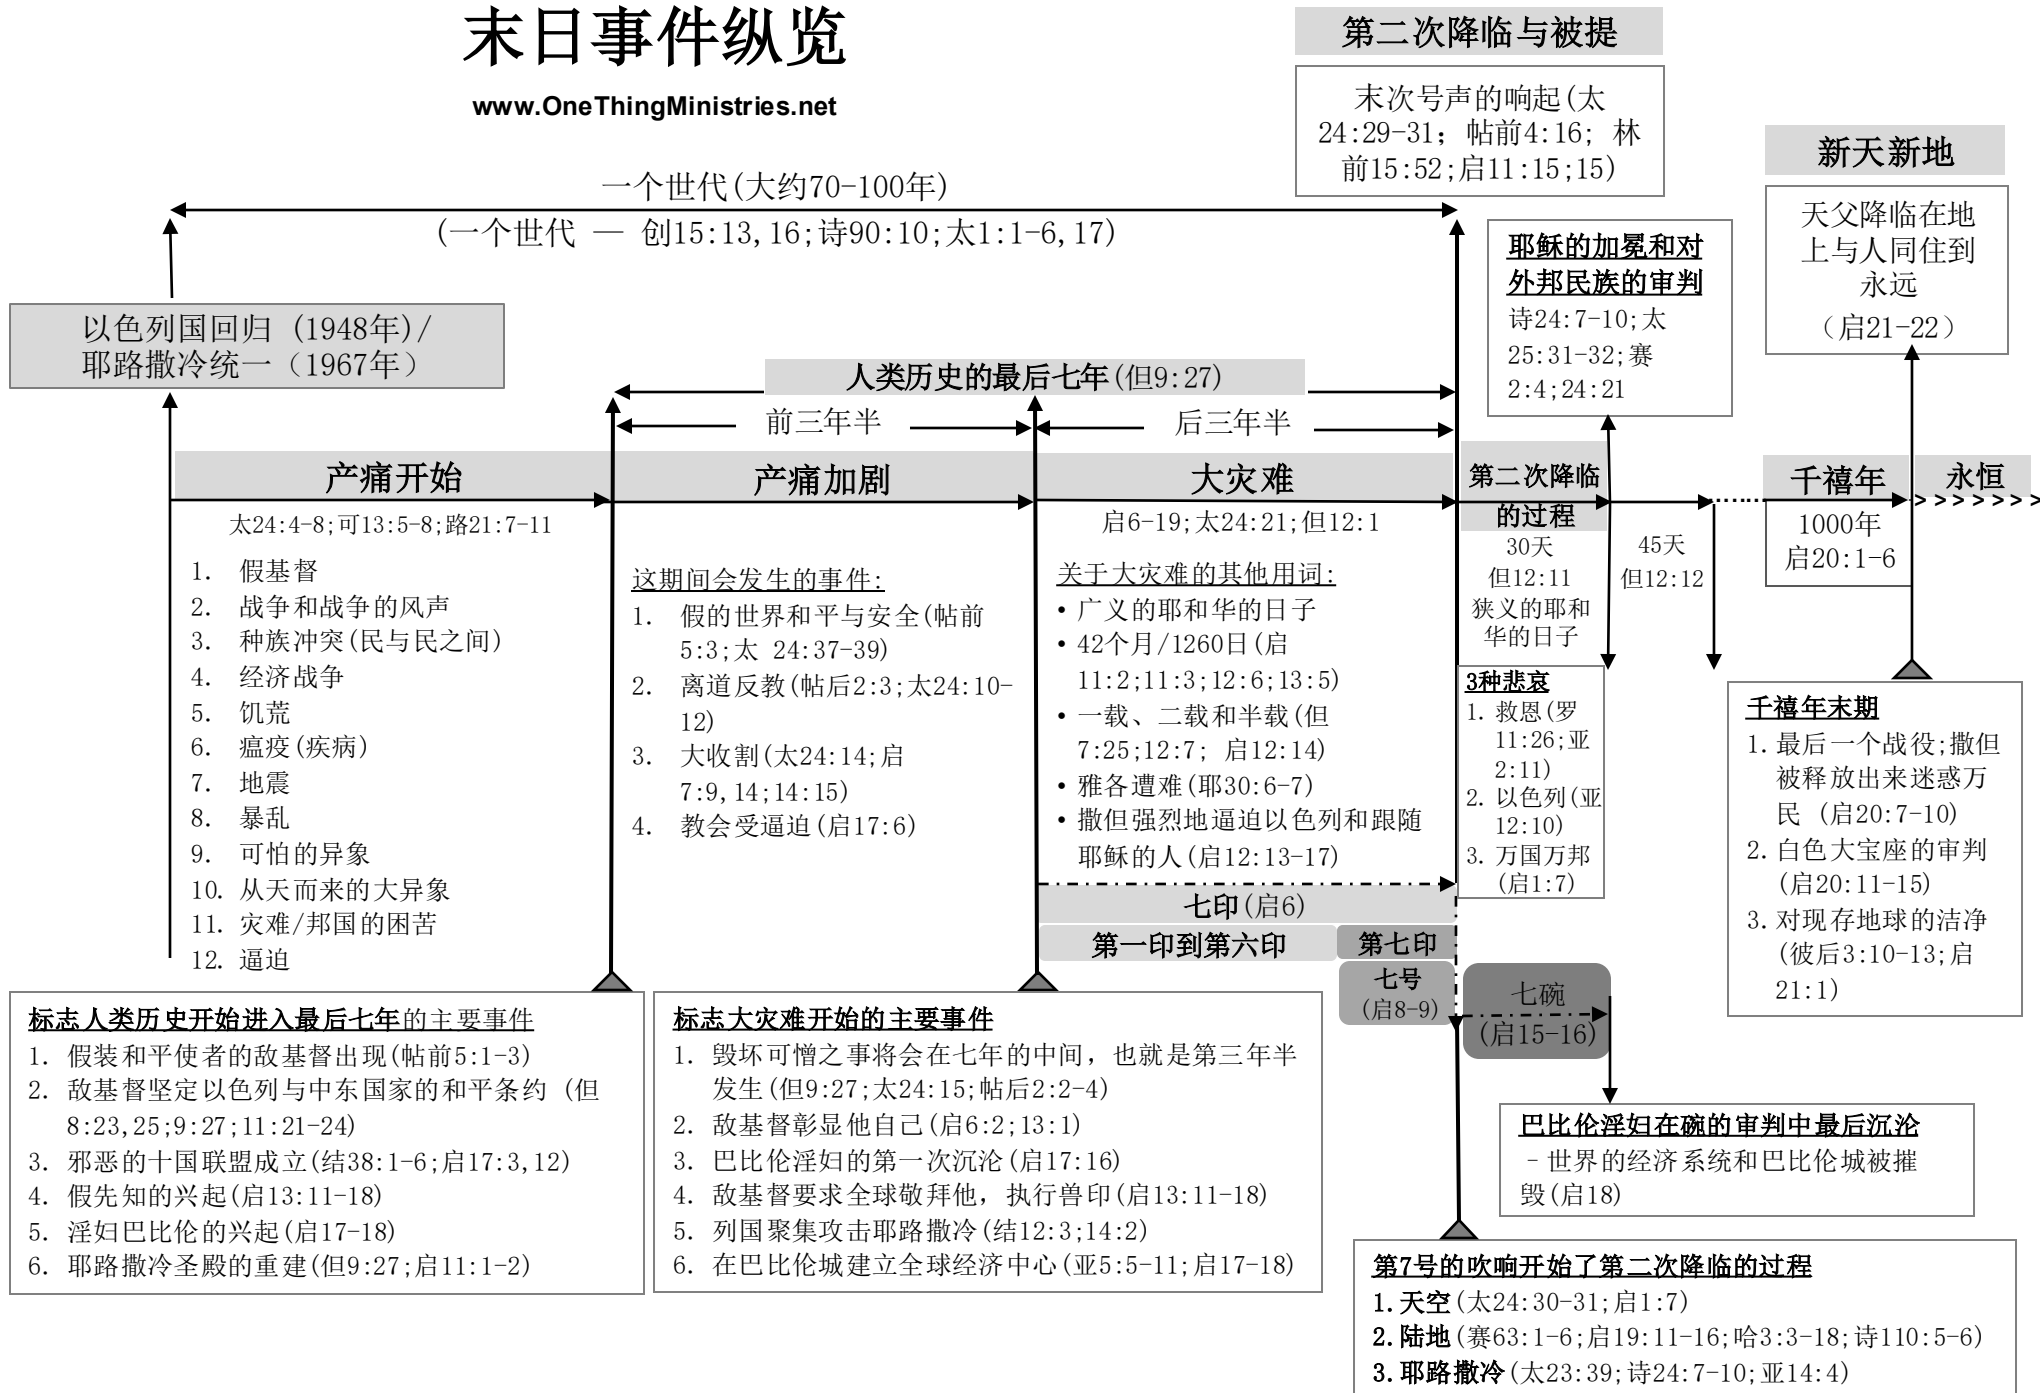 末日事件纵览
www.OneThingMinistries.net
第二次降临与被提
末次号声的响起(太
24:29-31; 帖前4:16; 林
前15:52;启11:15;15)
新天新地
天父降临在地
上与人同住到
永远
（启21-22）
一个世代(大约70-100年)
(一个世代 — 创15:13,16;诗90:10;太1:1-6,17)
耶稣的加冕和对
外邦民族的审判
诗24:7-10;太
25:31-32;赛
2:4;24:21
以色列国回归 (1948年)/
耶路撒冷统一（1967年）
人类历史的最后七年(但9:27)
前三年半
后三年半
产痛开始
太24:4-8;可13:5-8;路21:7-11
1. 假基督
2. 战争和战争的风声
3. 种族冲突(民与民之间)
4. 经济战争
5. 饥荒
6. 瘟疫(疾病)
7. 地震
8. 暴乱
9. 可怕的异象
10. 从天而来的大异象
11. 灾难/邦国的困苦
12. 逼迫
产痛加剧
这期间会发生的事件:
1. 假的世界和平与安全(帖前
5:3;太 24:37-39)
2. 离道反教(帖后2:3;太24:10-
12)
3. 大收割(太24:14;启
7:9,14;14:15)
4. 教会受逼迫(启17:6)
大灾难
启6-19;太24:21;但12:1
关于大灾难的其他用词:
• 广义的耶和华的日子
• 42个月/1260日(启
11:2;11:3;12:6;13:5)
• 一载、二载和半载(但
7:25;12:7; 启12:14)
• 雅各遭难(耶30:6-7)
• 撒但强烈地逼迫以色列和跟随
耶稣的人(启12:13-17)
七印(启6)
第一印到第六印
第七印
七号
(启8-9)
第二次降临
的过程
30天
但12:11
狭义的耶和
华的日子
45天
但12:12
3种悲哀
1. 救恩(罗
11:26;亚
2:11)
2. 以色列(亚
12:10)
3. 万国万邦
(启1:7)
七碗
(启15-16)
千禧年
1000年
启20:1-6
永恒
> > > > > >
千禧年末期
1. 最后一个战役;撒但
被释放出来迷惑万
民 (启20:7-10)
2. 白色大宝座的审判
(启20:11-15)
3. 对现存地球的洁净
(彼后3:10-13;启
21:1)
标志人类历史开始进入最后七年的主要事件
1. 假装和平使者的敌基督出现(帖前5:1-3)
2. 敌基督坚定以色列与中东国家的和平条约 (但
8:23,25;9:27;11:21-24)
3. 邪恶的十国联盟成立(结38:1-6;启17:3,12)
4. 假先知的兴起(启13:11-18)
5. 淫妇巴比伦的兴起(启17-18)
6. 耶路撒冷圣殿的重建(但9:27;启11:1-2)
标志大灾难开始的主要事件
1. 毁坏可憎之事将会在七年的中间，也就是第三年半
发生(但9:27;太24:15;帖后2:2-4)
2. 敌基督彰显他自己(启6:2;13:1)
3. 巴比伦淫妇的第一次沉沦(启17:16)
4. 敌基督要求全球敬拜他，执行兽印(启13:11-18)
5. 列国聚集攻击耶路撒冷(结12:3;14:2)
6. 在巴比伦城建立全球经济中心(亚5:5-11;启17-18)
巴比伦淫妇在碗的审判中最后沉沦
－世界的经济系统和巴比伦城被摧
毁(启18)
第7号的吹响开始了第二次降临的过程
1.天空(太24:30-31;启1:7)
2.陆地(赛63:1-6;启19:11-16;哈3:3-18;诗110:5-6)
3.耶路撒冷(太23:39;诗24:7-10;亚14:4)